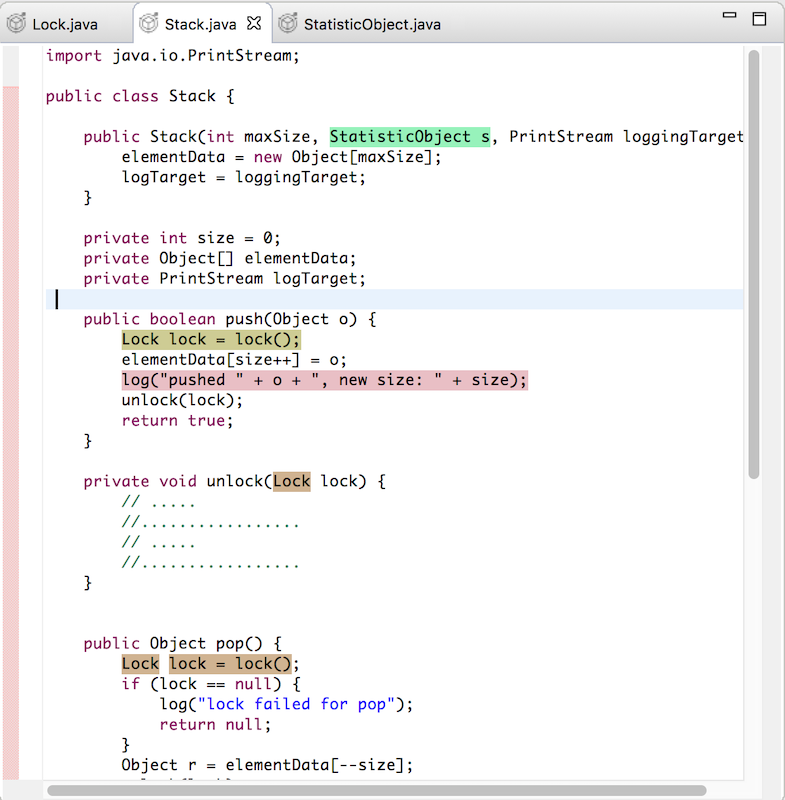 Lock.java Stack.java StatisticObject.java
import java.io.PrintStream;
public class Stack {
public Stack(int maxSize, StatisticObject s, PrintStream loggingTarget
elementData = new Object[maxSize];
logTarget = loggingTarget;
}
private int size = 0;
private Object[] elementData;
private PrintStream logTarget;
public boolean push(Object o) {
Lock lock = lock();
elementData[size++] = o;
log("pushed " + o + ", new size: " + size);
unlock(lock);
return true;
}
private void unlock(Lock lock) {
// .....
//.................
// .....
//.................
}
public Object pop() {
Lock lock = lock();
if (lock == null) {
log("lock failed for pop");
return null;
}
Object r = elementData[--size];